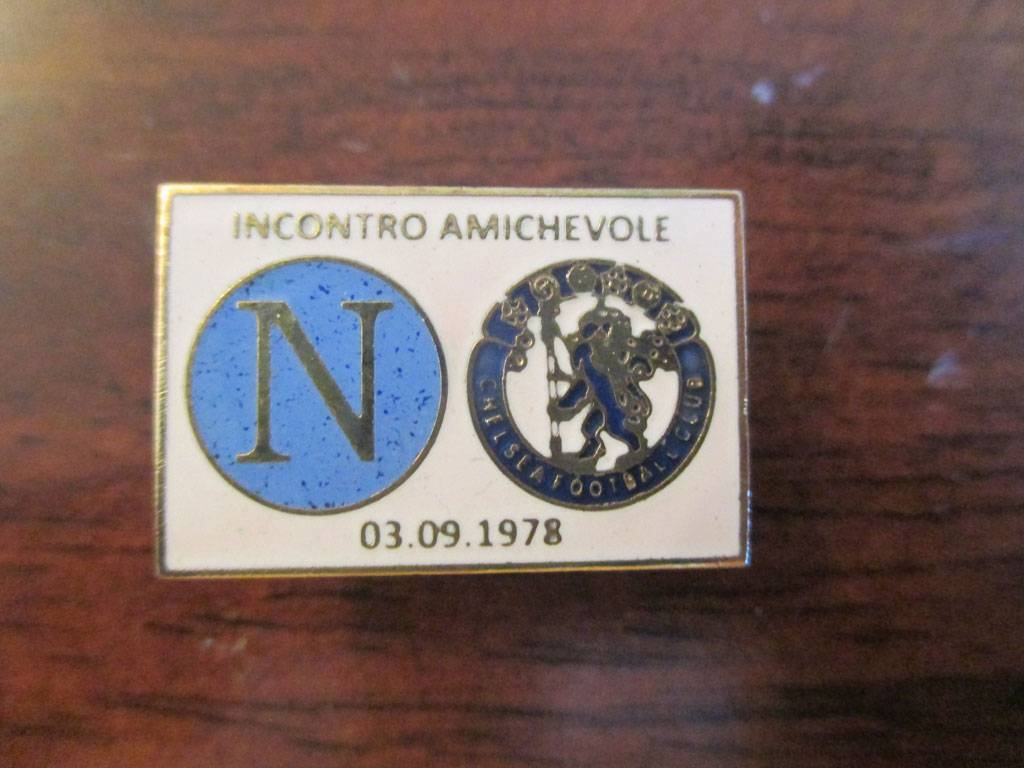 INCONTRO AMICHEVOLE
N
CHELSEA FOOTBALL CLUB
03.09.1978